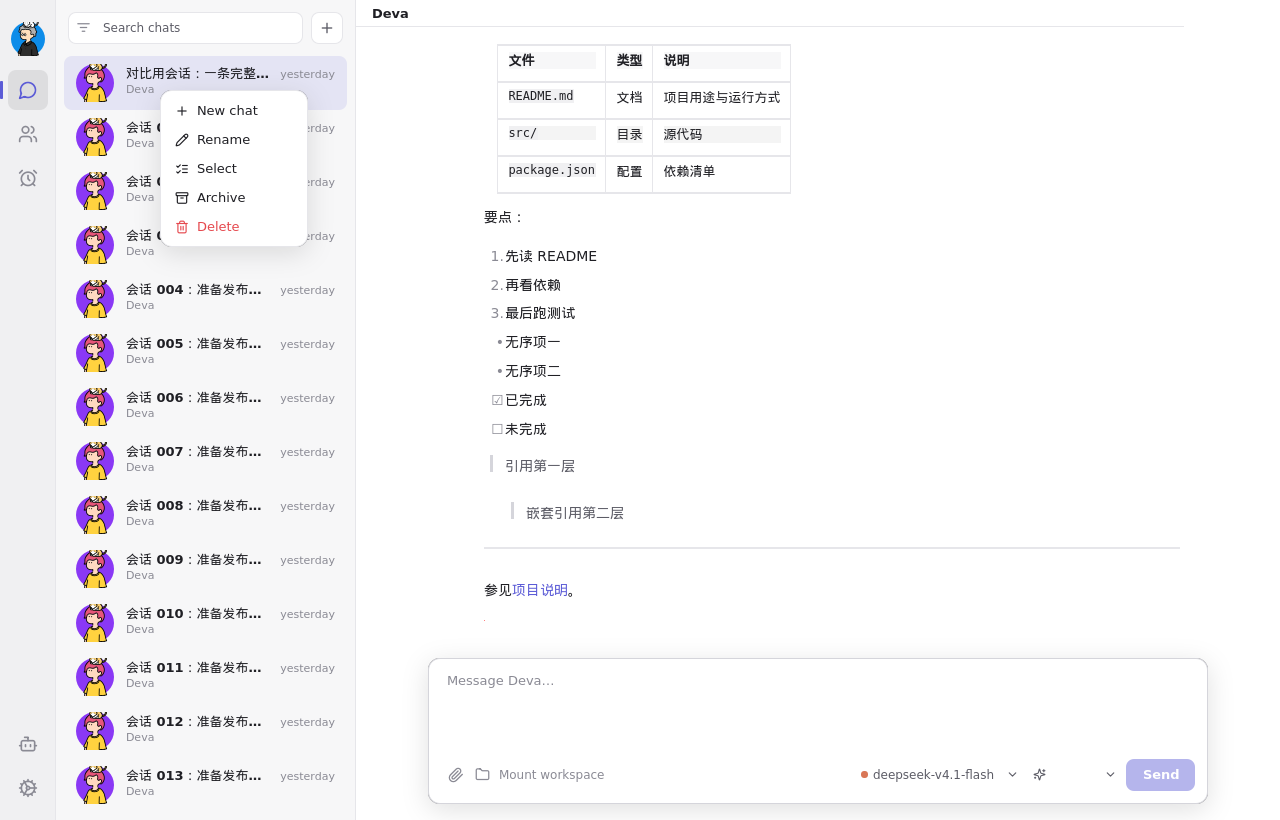 Search chats
对比用会话：一条完整... yesterday
Deva
New chat
Rename
Select
Archive
Delete
会话
Deva
会话
Deva
会话
Deva
会话 004：准备发布... yesterday
Deva
会话 005：准备发布... yesterday
Deva
会话 006：准备发布... yesterday
Deva
会话 007：准备发布... yesterday
Deva
会话 008：准备发布... yesterday
Deva
会话 009：准备发布... yesterday
Deva
会话 010：准备发布... yesterday
Deva
会话 011：准备发布... yesterday
Deva
会话 012：准备发布... yesterday
Deva
会话 013：准备发布... yesterday
Deva
Deva
文件 类型 说明
README.md 文档 项目用途与运行方式
src/ 目录 源代码
package.json 配置 依赖清单
要点：
1. 先读 README
2. 再看依赖
3. 最后跑测试
• 无序项一
• 无序项二
☑ 已完成
☐ 未完成
引用第一层
嵌套引用第二层
参见项目说明。
Message Deva...
Mount workspace deepseek-v4.1-flash Send